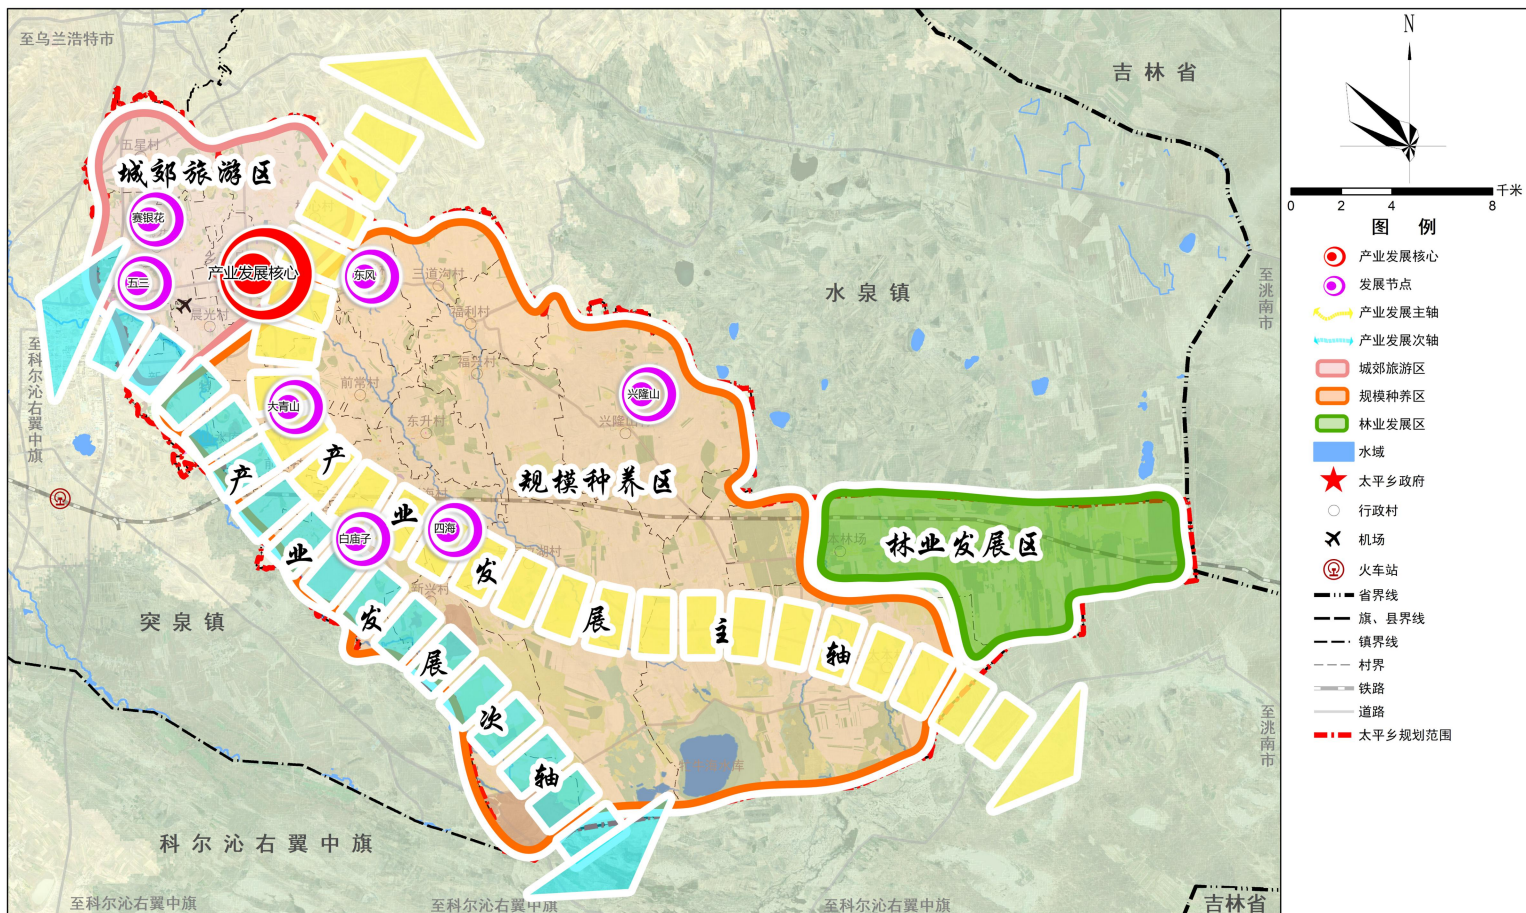 至乌兰浩特市
吉林省
N
五星村
城郊旅游区
赛银花
产业发展核心
五三
东风
三道沟村
水泉镇
至洮南市
晨光村
福利村
至科尔沁右翼中旗
福兴村
前常村
大青山
兴隆山
东升村
兴隆山村
规模种养区
产业发展主轴
产业发展次轴
四海
白庙子
新兴村
林业发展区
突泉镇
至洮南市
科尔沁右翼中旗
至科尔沁右翼中旗
至科尔沁右翼中旗
至科尔沁右翼中旗
吉林省
0 2 4 8 千米
图 例
产业发展核心
发展节点
产业发展主轴
产业发展次轴
城郊旅游区
规模种养区
林业发展区
水域
太平乡政府
行政村
机场
火车站
省界线
旗、县界线
镇界线
村界
铁路
道路
太平乡规划范围